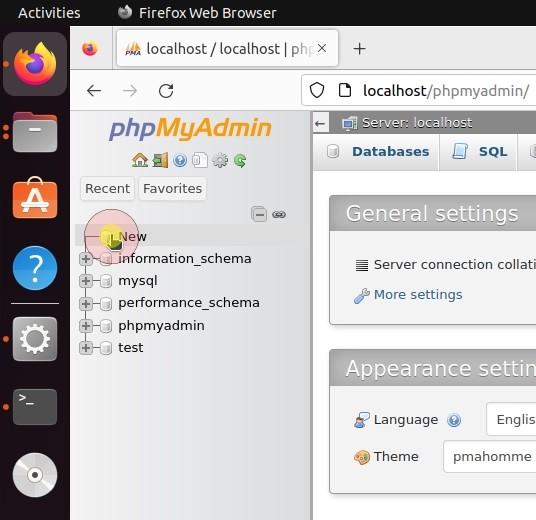 Activities Firefox Web Browser
PMA localhost / localhost | php
localhost/phpmyadmin/
phpMyAdmin
Server: localhost
Databases SQL
Recent Favorites
New
information_schema
mysql
performance_schema
phpmyadmin
test
General settings
Server connection collati
More settings
Appearance settin
Language Englis
Theme pmahomme